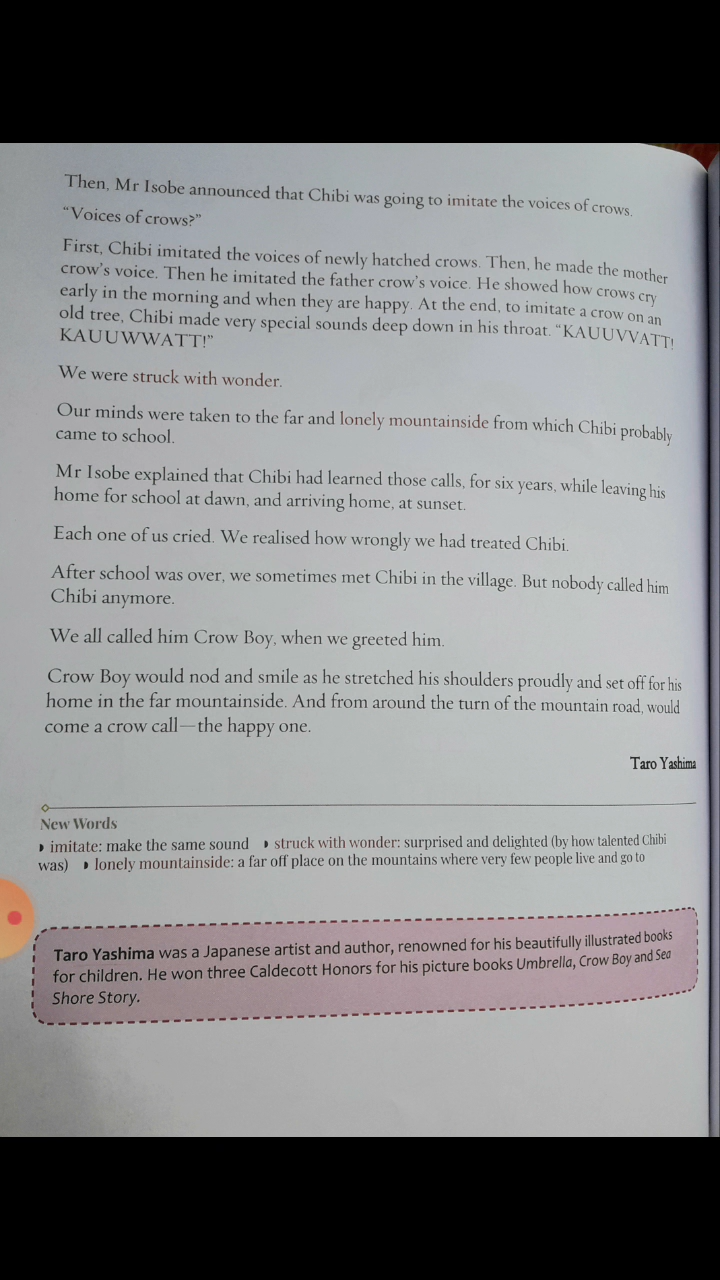 Then, Mr Isobe announced that Chibi was going to imitate the voices of crows.
“Voices of crows?”
First, Chibi imitated the voices of newly hatched crows. Then, he made the mother
crow’s voice. Then he imitated the father crow’s voice. He showed how crows cry
early in the morning and when they are happy. At the end, to imitate a crow on an
old tree, Chibi made very special sounds deep down in his throat. “KAUUVVATT!
KAUUWWATT!”
We were struck with wonder.
Our minds were taken to the far and lonely mountainside from which Chibi probably
came to school.
Mr Isobe explained that Chibi had learned those calls, for six years, while leaving his
home for school at dawn, and arriving home, at sunset.
Each one of us cried. We realised how wrongly we had treated Chibi.
After school was over, we sometimes met Chibi in the village. But nobody called him
Chibi anymore.
We all called him Crow Boy, when we greeted him.
Crow Boy would nod and smile as he stretched his shoulders proudly and set off for his
home in the far mountainside. And from around the turn of the mountain road, would
come a crow call—the happy one.
Taro Yashima
New Words
imitate: make the same sound struck with wonder: surprised and delighted (by how talented Chibi
was) lonely mountainside: a far off place on the mountains where very few people live and go to
Taro Yashima was a Japanese artist and author, renowned for his beautifully illustrated books
for children. He won three Caldecott Honors for his picture books Umbrella, Crow Boy and Sea
Shore Story.